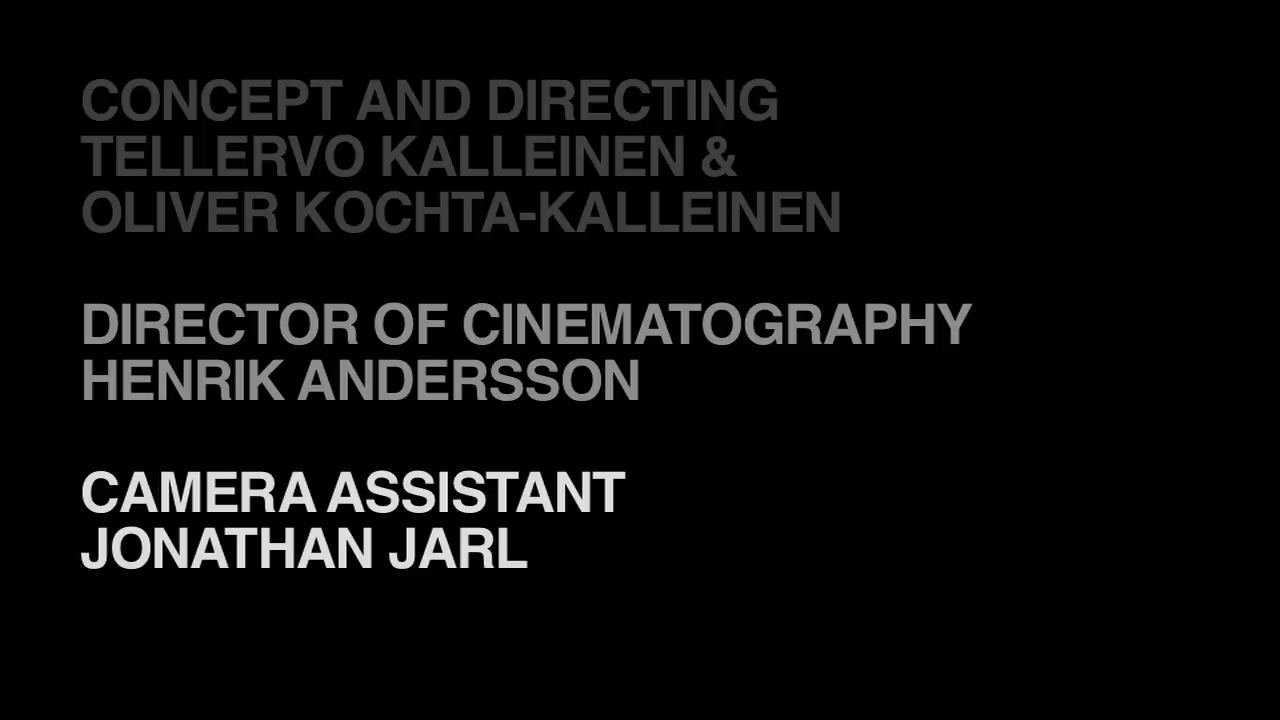 CONCEPT AND DIRECTING
TELLERVO KALLEINEN &
OLIVER KOCHTA-KALLEINEN
DIRECTOR OF CINEMATOGRAPHY
HENRIK ANDERSSON
CAMERA ASSISTANT
JONATHAN JARL